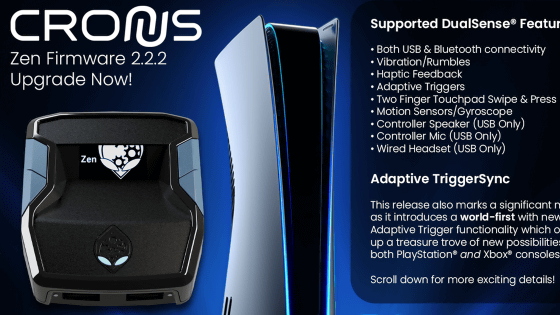 CRONUS
Zen Firmware 2.2.2
Upgrade Now!
Zen
Supported DualSense® Featur
• Both USB & Bluetooth connectivity
• Vibration/Rumbles
• Haptic Feedback
• Adaptive Triggers
• Two Finger Touchpad Swipe & Press
• Motion Sensors/Gyroscope
• Controller Speaker (USB Only)
• Controller Mic (USB Only)
• Wired Headset (USB Only)
Adaptive TriggerSync
This release also marks a significant
as it introduces a world-first with new
Adaptive Trigger functionality which
up a treasure trove of new possibilities
both PlayStation® and Xbox® consoles
Scroll down for more exciting details!